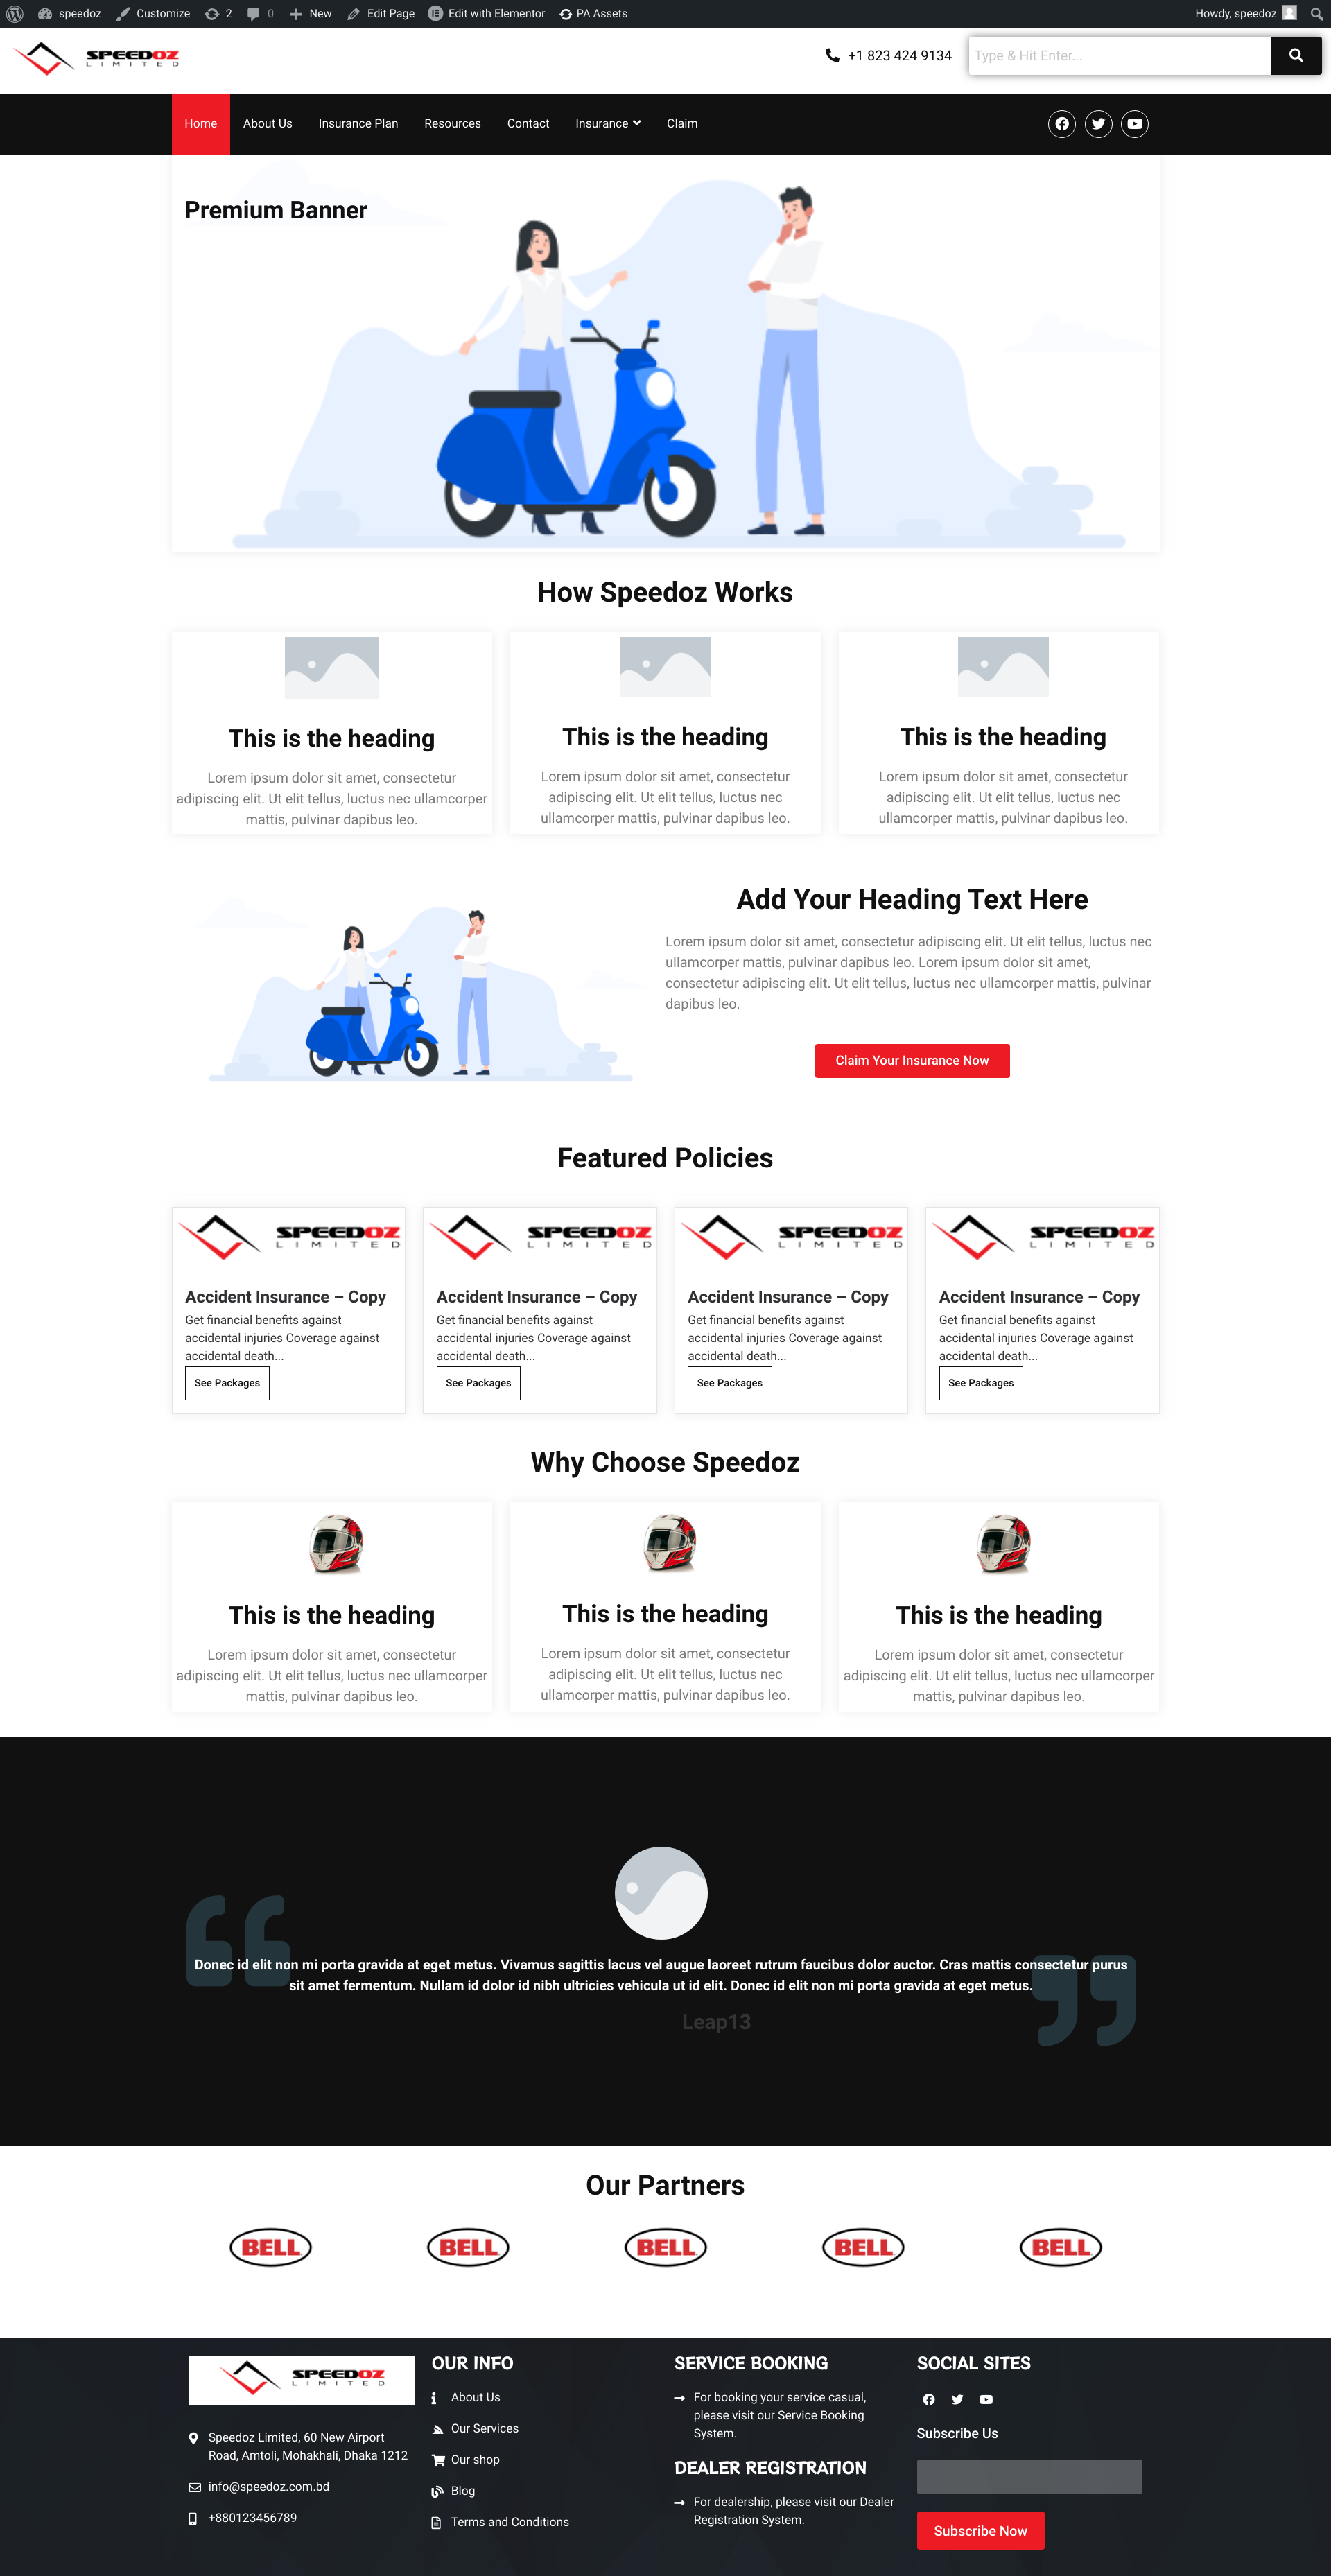 speedoz Customize 2 0 New Edit Page Edit with Elementor PA Assets Howdy, speedoz
SPEEDOZ
LIMITED
+1 823 424 9134 Type & Hit Enter...
Home About Us Insurance Plan Resources Contact Insurance Claim
Premium Banner
How Speedoz Works
This is the heading
Lorem ipsum dolor sit amet, consectetur
adipiscing elit. Ut elit tellus, luctus nec ullamcorper
mattis, pulvinar dapibus leo.
This is the heading
Lorem ipsum dolor sit amet, consectetur
adipiscing elit. Ut elit tellus, luctus nec
ullamcorper mattis, pulvinar dapibus leo.
This is the heading
Lorem ipsum dolor sit amet, consectetur
adipiscing elit. Ut elit tellus, luctus nec
ullamcorper mattis, pulvinar dapibus leo.
Add Your Heading Text Here
Lorem ipsum dolor sit amet, consectetur adipiscing elit. Ut elit tellus, luctus nec
ullamcorper mattis, pulvinar dapibus leo. Lorem ipsum dolor sit amet,
consectetur adipiscing elit. Ut elit tellus, luctus nec ullamcorper mattis, pulvinar
dapibus leo.
Claim Your Insurance Now
Featured Policies
SPEEDOZ
LIMITED
Accident Insurance – Copy
Get financial benefits against
accidental injuries Coverage against
accidental death...
See Packages
SPEEDOZ
LIMITED
Accident Insurance – Copy
Get financial benefits against
accidental injuries Coverage against
accidental death...
See Packages
SPEEDOZ
LIMITED
Accident Insurance – Copy
Get financial benefits against
accidental injuries Coverage against
accidental death...
See Packages
SPEEDOZ
LIMITED
Accident Insurance – Copy
Get financial benefits against
accidental injuries Coverage against
accidental death...
See Packages
Why Choose Speedoz
This is the heading
Lorem ipsum dolor sit amet, consectetur
adipiscing elit. Ut elit tellus, luctus nec ullamcorper
mattis, pulvinar dapibus leo.
This is the heading
Lorem ipsum dolor sit amet, consectetur
adipiscing elit. Ut elit tellus, luctus nec
ullamcorper mattis, pulvinar dapibus leo.
This is the heading
Lorem ipsum dolor sit amet, consectetur
adipiscing elit. Ut elit tellus, luctus nec ullamcorper
mattis, pulvinar dapibus leo.
Donec id elit non mi porta gravida at eget metus. Vivamus sagittis lacus vel augue laoreet rutrum faucibus dolor auctor. Cras mattis consectetur purus
sit amet fermentum. Nullam id dolor id nibh ultricies vehicula ut id elit. Donec id elit non mi porta gravida at eget metus.
Leap13
Our Partners
BELL BELL BELL BELL BELL
SPEEDOZ
LIMITED
Speedoz Limited, 60 New Airport
Road, Amtoli, Mohakhali, Dhaka 1212
info@speedoz.com.bd
+880123456789
OUR INFO
About Us
Our Services
Our shop
Blog
Terms and Conditions
SERVICE BOOKING
For booking your service casual,
please visit our Service Booking
System.
DEALER REGISTRATION
For dealership, please visit our Dealer
Registration System.
SOCIAL SITES
Subscribe Us
Subscribe Now